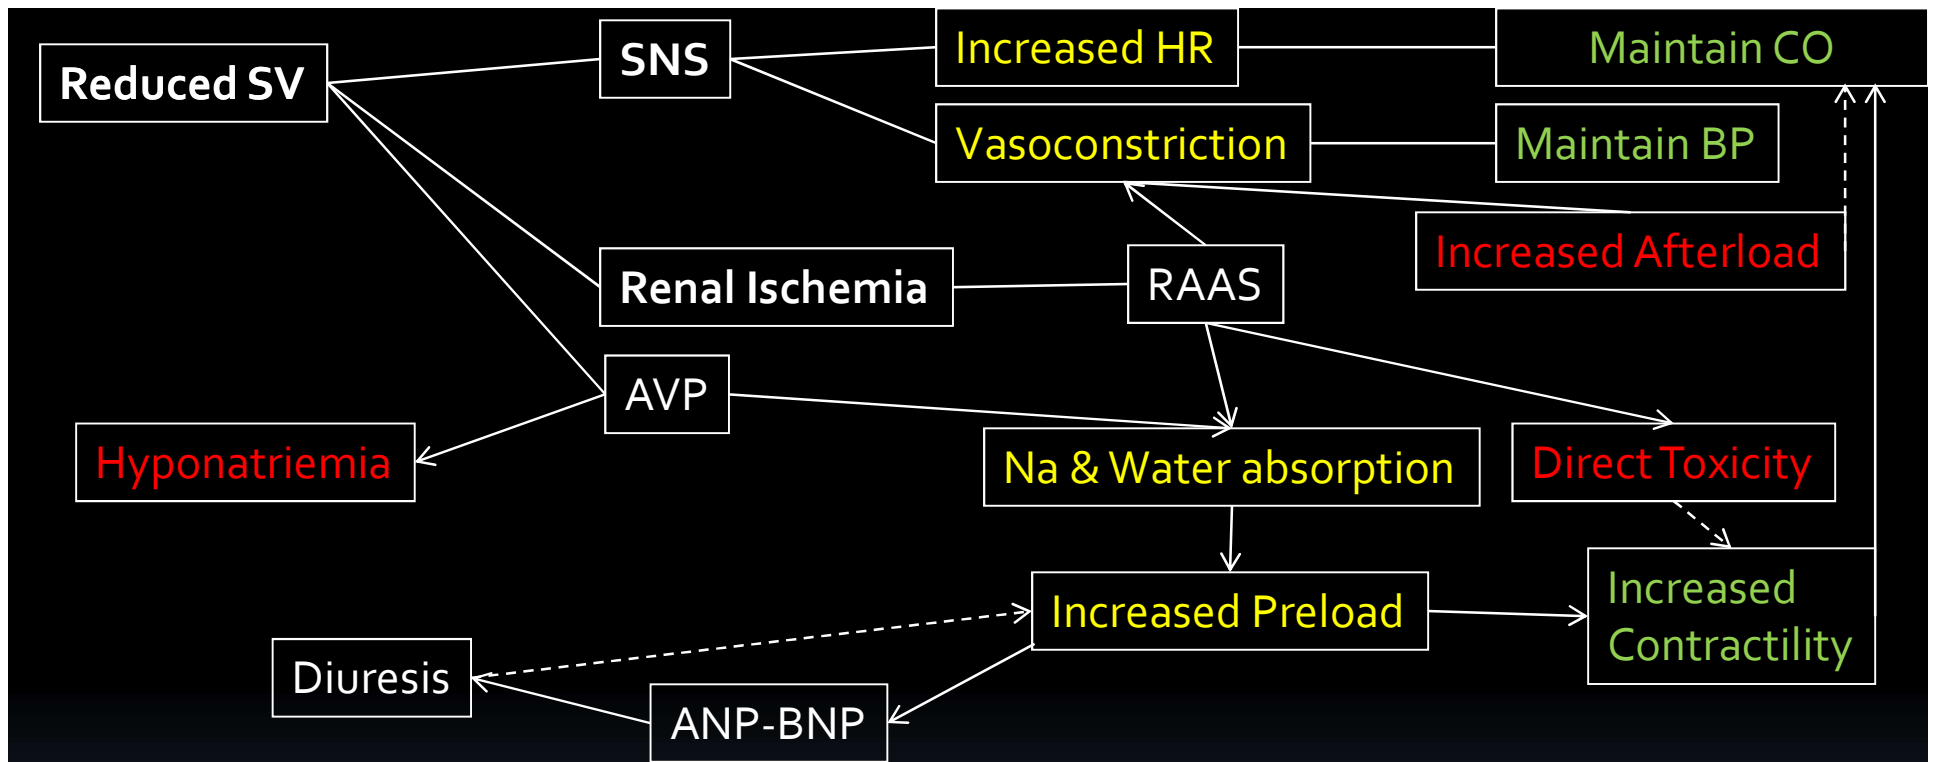 Reduced SV
SNS
Increased HR
Maintain CO
Vasoconstriction
Maintain BP
Increased Afterload
Renal Ischemia
RAAS
AVP
Hyponatriemia
Na & Water absorption
Direct Toxicity
Increased Preload
Increased
Contractility
Diuresis
ANP-BNP